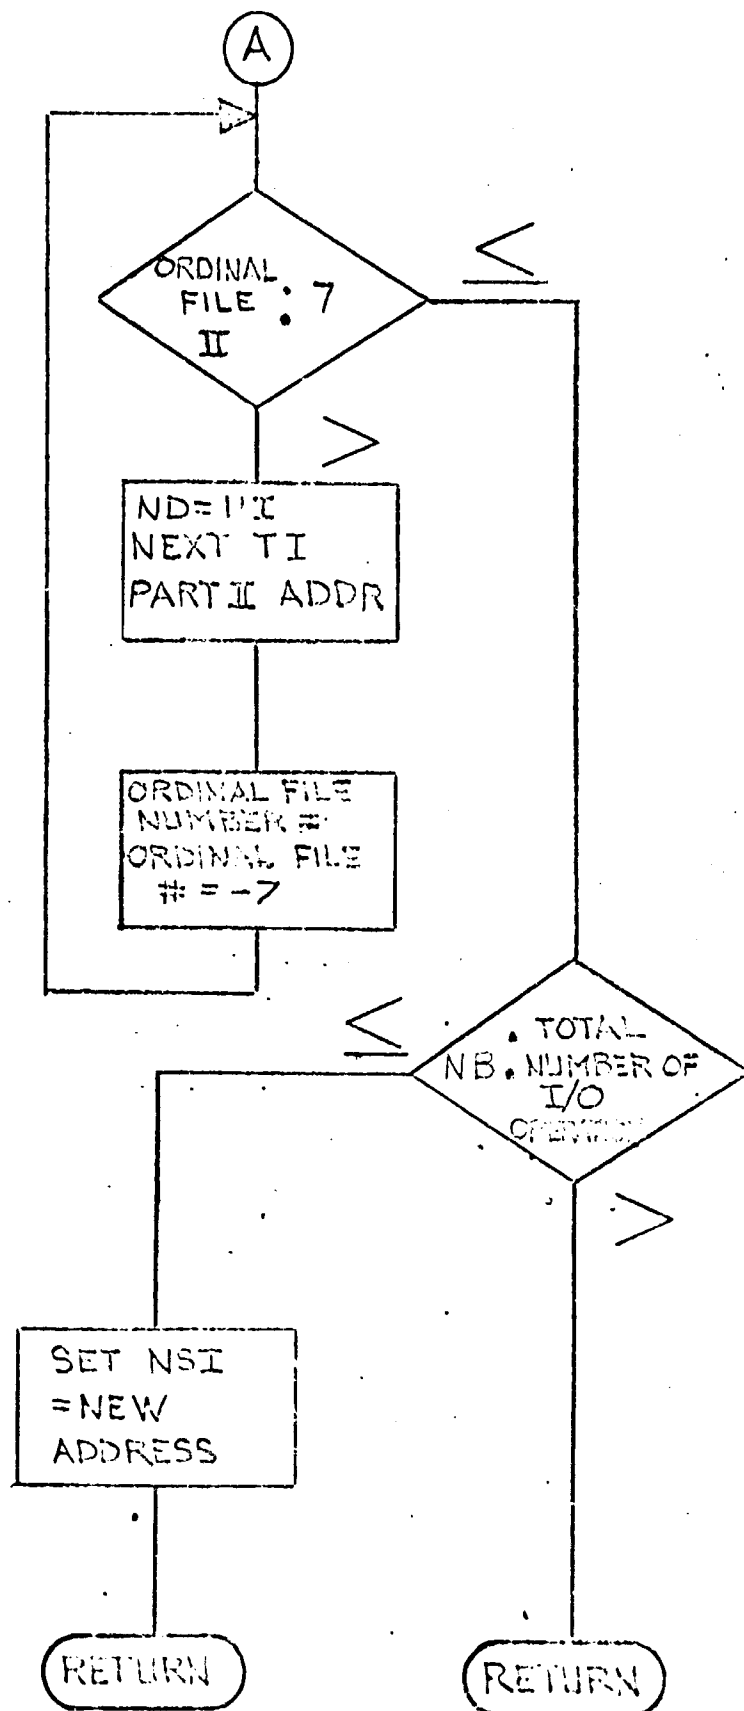 A
≤
ORDINAL
FILE : 7
II
>
ND=
NEXT TI
PART II ADDR
ORDINAL FILE
NUMBER =
ORDINAL FILE
# = -7
≤
: TOTAL
NB. NUMBER OF
I/O
>
SET NSI
=NEW
ADDRESS
RETURN
RETURN